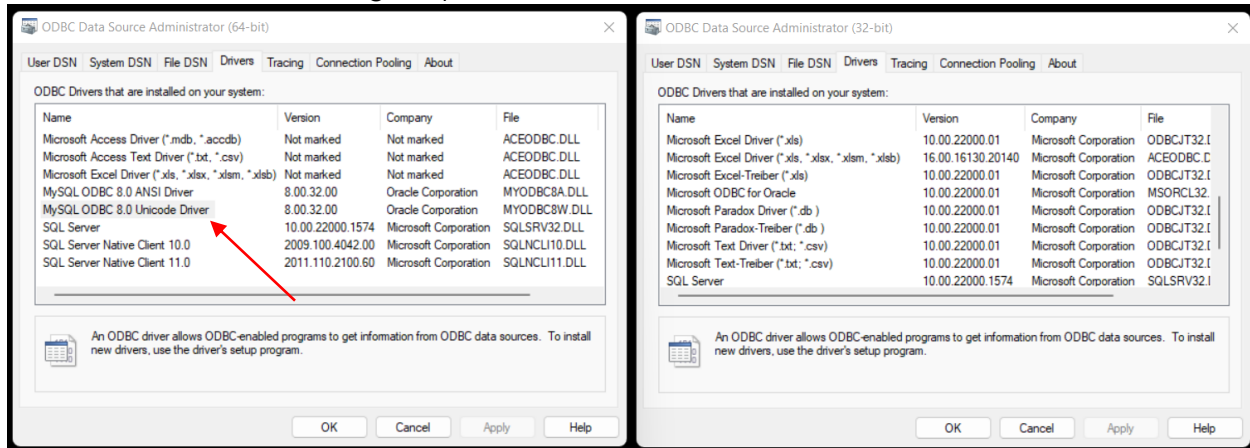 ODBC Data Source Administrator (64-bit)
User DSN System DSN File DSN Drivers Tracing Connection Pooling About
ODBC Drivers that are installed on your system:
Name Version Company File
Microsoft Access Driver (*.mdb, *.accdb) Not marked Not marked ACEODBC.DLL
Microsoft Access Text Driver (*.txt, *.csv) Not marked Not marked ACEODBC.DLL
Microsoft Excel Driver (*.xls, *.xlsx, *.xlsm, *.xlsb) Not marked Not marked ACEODBC.DLL
MySQL ODBC 8.0 ANSI Driver 8.00.32.00 Oracle Corporation MYODBC8A.DLL
MySQL ODBC 8.0 Unicode Driver 8.00.32.00 Oracle Corporation MYODBC8W.DLL
SQL Server 10.00.22000.1574 Microsoft Corporation SQLSRV32.DLL
SQL Server Native Client 10.0 2009.100.4042.00 Microsoft Corporation SQLNCLI10.DLL
SQL Server Native Client 11.0 2011.110.2100.60 Microsoft Corporation SQLNCLI11.DLL
An ODBC driver allows ODBC-enabled programs to get information from ODBC data sources. To install
new drivers, use the driver's setup program.
OK Cancel Apply Help
ODBC Data Source Administrator (32-bit)
User DSN System DSN File DSN Drivers Tracing Connection Pooling About
ODBC Drivers that are installed on your system:
Name Version Company File
Microsoft Excel Driver (*.xls) 10.00.22000.01 Microsoft Corporation ODBCJT32.D
Microsoft Excel Driver (*.xls, *.xlsx, *.xlsm, *.xlsb) 16.00.16130.20140 Microsoft Corporation ACEODBC.D
Microsoft Excel-Treiber (*.xls) 10.00.22000.01 Microsoft Corporation ODBCJT32.D
Microsoft ODBC for Oracle 10.00.22000.01 Microsoft Corporation MSORCL32.
Microsoft Paradox Driver (*.db ) 10.00.22000.01 Microsoft Corporation ODBCJT32.D
Microsoft Paradox-Treiber (*.db ) 10.00.22000.01 Microsoft Corporation ODBCJT32.D
Microsoft Text Driver (*.txt; *.csv) 10.00.22000.01 Microsoft Corporation ODBCJT32.D
Microsoft Text-Treiber (*.txt; *.csv) 10.00.22000.01 Microsoft Corporation ODBCJT32.D
SQL Server 10.00.22000.1574 Microsoft Corporation SQLSRV32.D
An ODBC driver allows ODBC-enabled programs to get information from ODBC data sources. To install
new drivers, use the driver's setup program.
OK Cancel Apply Help